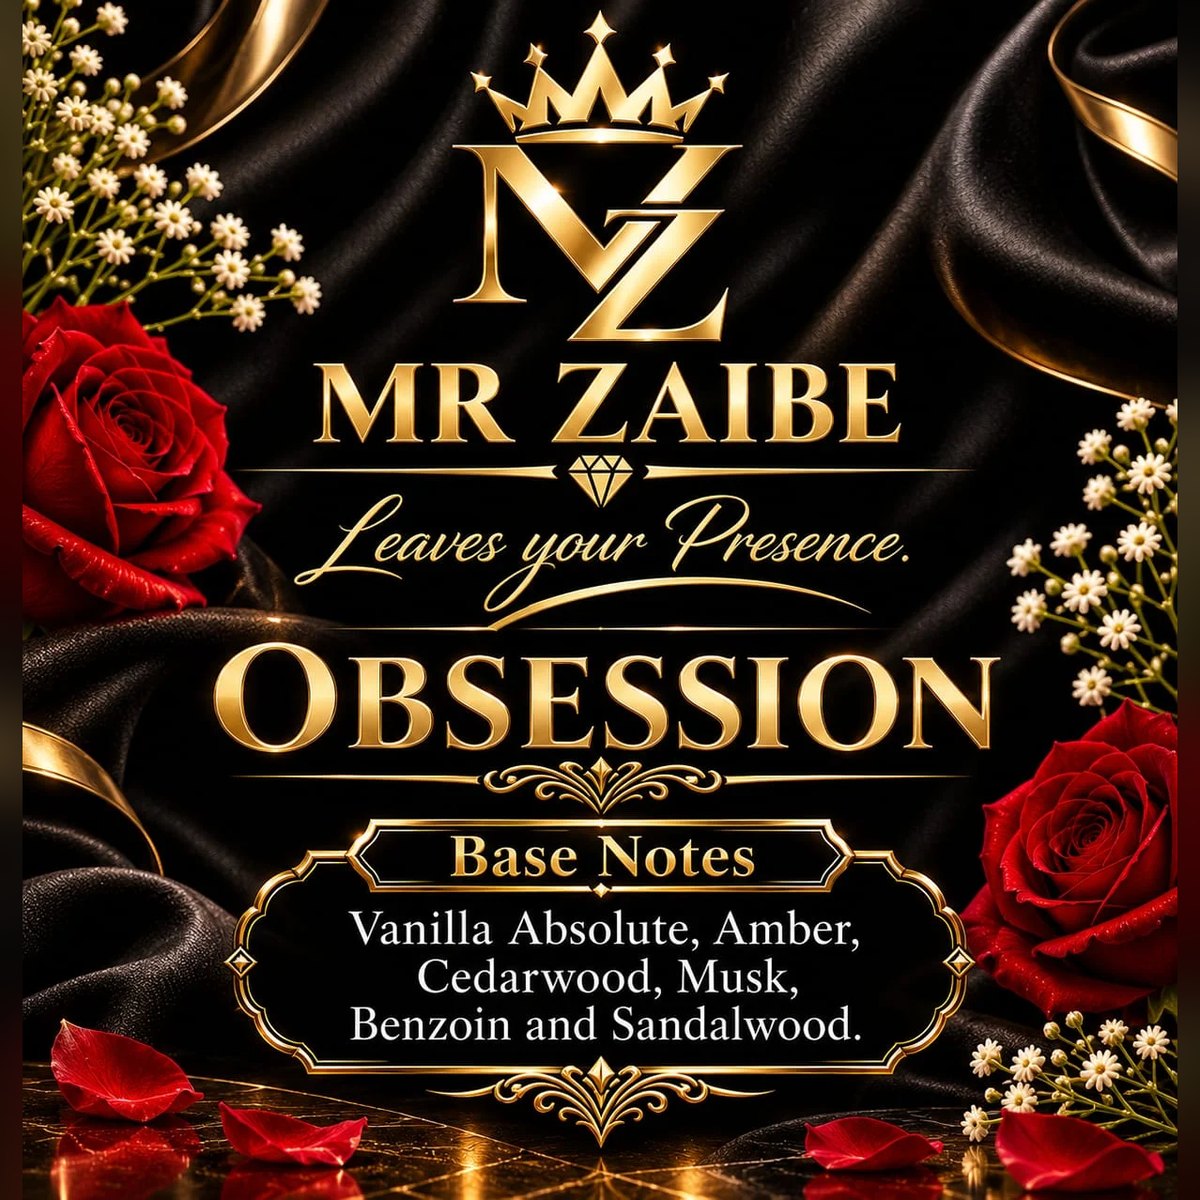 MZ
MR ZAIBE
Leaves your Presence.
OBSESSION
Base Notes
Vanilla Absolute, Amber,
Cedarwood, Musk,
Benzoin and Sandalwood.